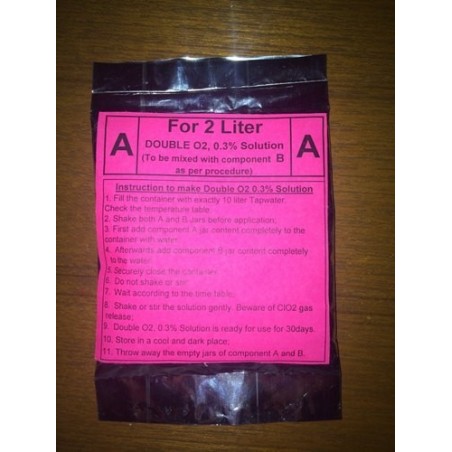 For 2 Liter
A
DOUBLE O2, 0.3% Solution
A
(To be mixed with component B
as per procedure)
Instruction to make Double O2 0.3% Solution
1. Fill the container with exactly 10 liter Tapwater.
Check the temperature table.
2. Shake both A and B Jars before application;
3. First add component A jar content completely to the
container with water.
4. Afterwards add component B jar content completely
to the water.
5. Securely close the container.
6. Do not shake or stir
7. Wait according to the time table;
8. Shake or stir the solution gently. Beware of ClO2 gas
release;
9. Double O2, 0.3% Solution is ready for use for 30days.
10. Store in a cool and dark place;
11. Throw away the empty jars of component A and B.